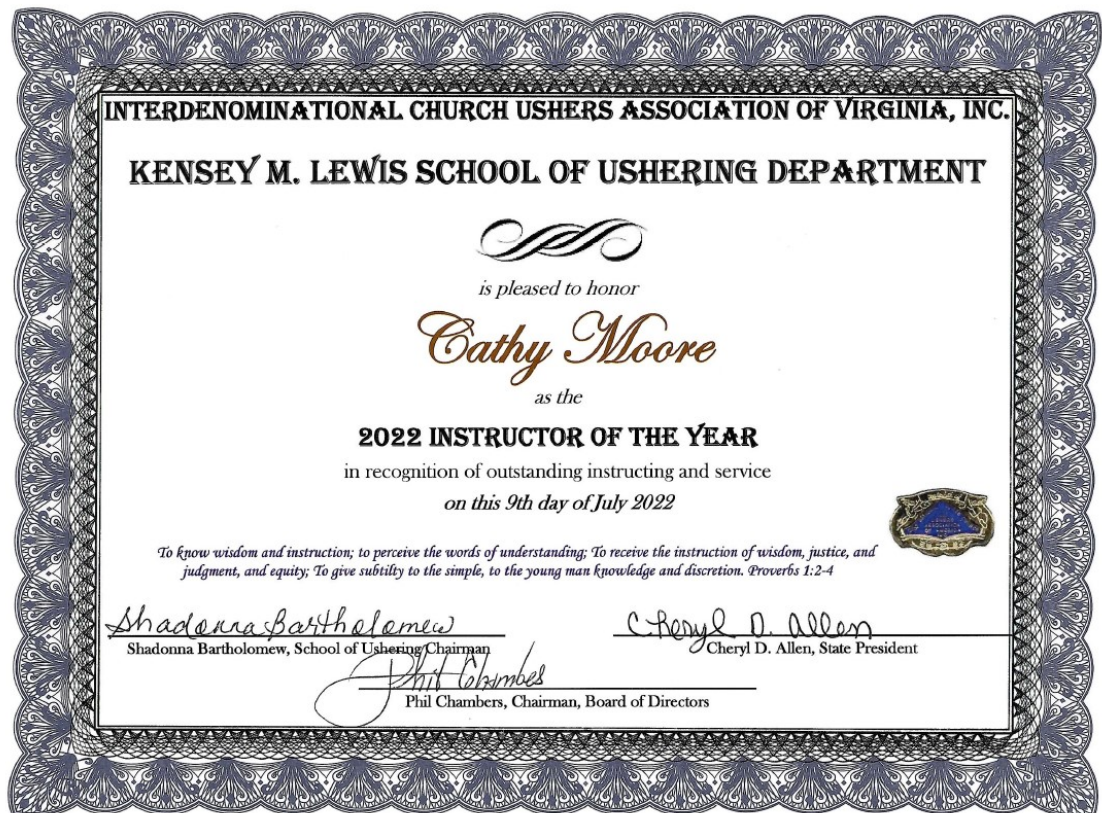 INTERDENOMINATIONAL CHURCH USHERS ASSOCIATION OF VIRGINIA, INC.
KENSEY M. LEWIS SCHOOL OF USHERING DEPARTMENT
is pleased to honor
Cathy Moore
as the
2022 INSTRUCTOR OF THE YEAR
in recognition of outstanding instructing and service
on this 9th day of July 2022
To know wisdom and instruction; to perceive the words of understanding; To receive the instruction of wisdom, justice, and
judgment, and equity; To give subtilty to the simple, to the young man knowledge and discretion. Proverbs 1:2-4
Shadonna Bartholomew
Cheryl D. Allen
Shadonna Bartholomew, School of Ushering Chairman
Cheryl D. Allen, State President
Phil Chambers
Phil Chambers, Chairman, Board of Directors